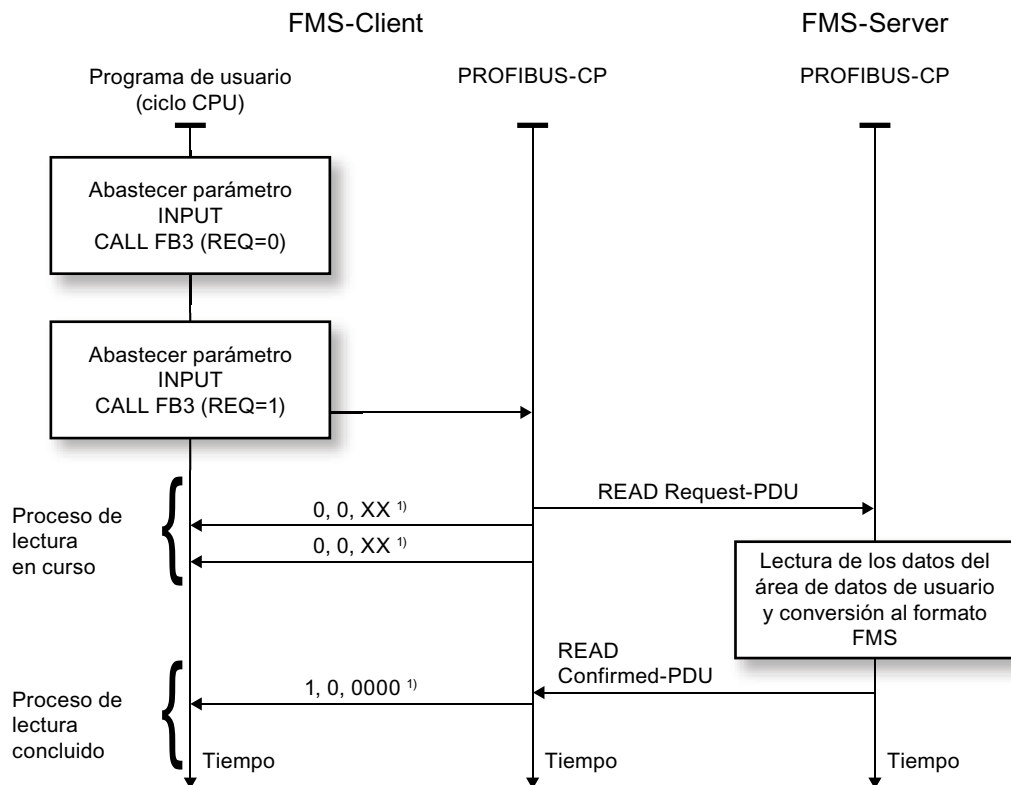 FMS-Client
FMS-Server
Programa de usuario
(ciclo CPU)
PROFIBUS-CP
PROFIBUS-CP
Abastecer parámetro
INPUT
CALL FB3 (REQ=0)
Abastecer parámetro
INPUT
CALL FB3 (REQ=1)
Proceso de
lectura
en curso
0, 0, XX 1)
0, 0, XX 1)
READ Request-PDU
Lectura de los datos del
área de datos de usuario
y conversión al formato
FMS
READ
Confirmed-PDU
1, 0, 0000 1)
Proceso de
lectura
concluido
Tiempo
Tiempo
Tiempo